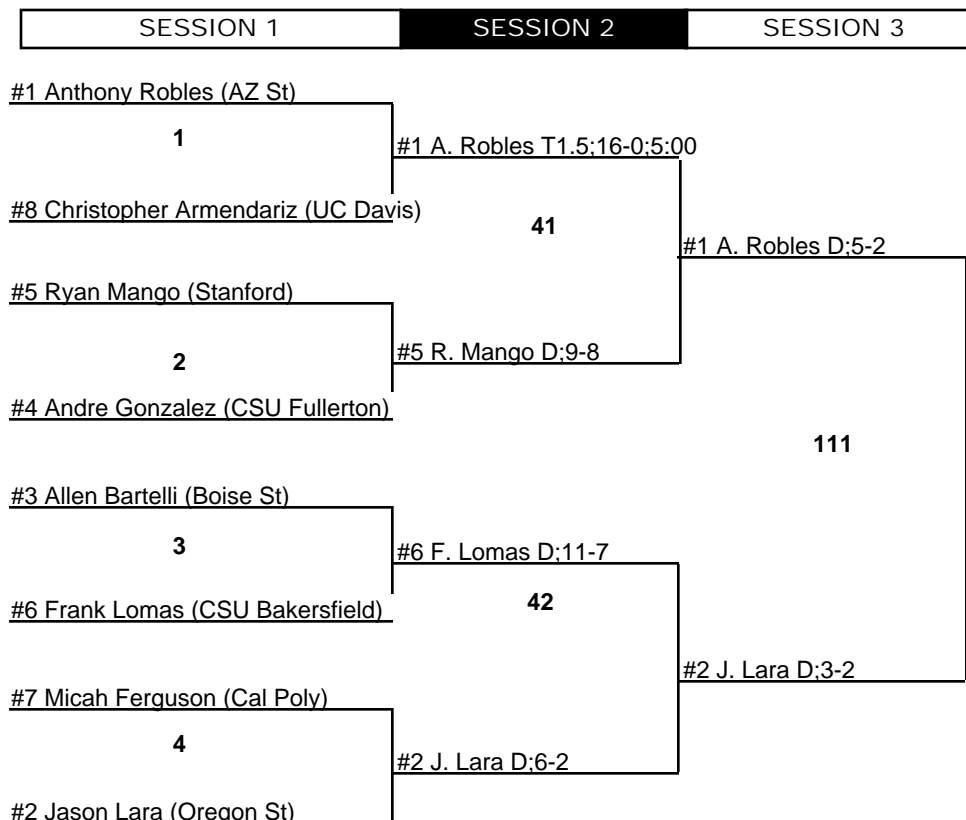 SESSION 1 SESSION 2 SESSION 3
#1 Anthony Robles (AZ St)
1
#1 A. Robles T1.5;16-0;5:00
#8 Christopher Armendariz (UC Davis)
41
#1 A. Robles D;5-2
#5 Ryan Mango (Stanford)
2
#5 R. Mango D;9-8
#4 Andre Gonzalez (CSU Fullerton)
111
#3 Allen Bartelli (Boise St)
3
#6 F. Lomas D;11-7
#6 Frank Lomas (CSU Bakersfield)
42
#2 J. Lara D;3-2
#7 Micah Ferguson (Cal Poly)
4
#2 J. Lara D;6-2
#2 Jason Lara (Oregon St)